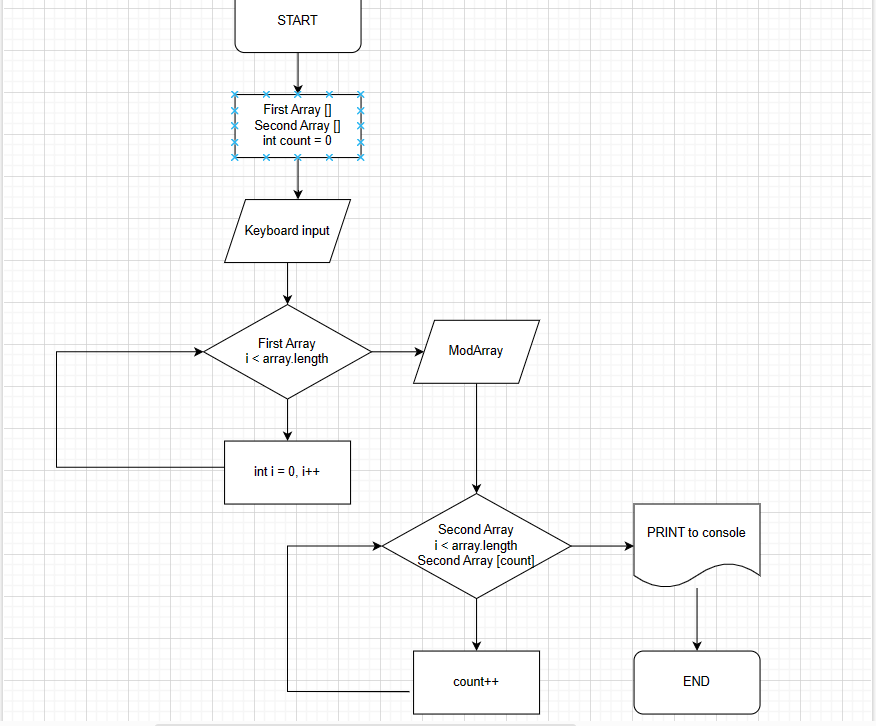 START
First Array []
Second Array []
int count = 0
Keyboard input
First Array
i < array.length
ModArray
int i = 0, i++
Second Array
i < array.length
Second Array [count]
PRINT to console
count++
END